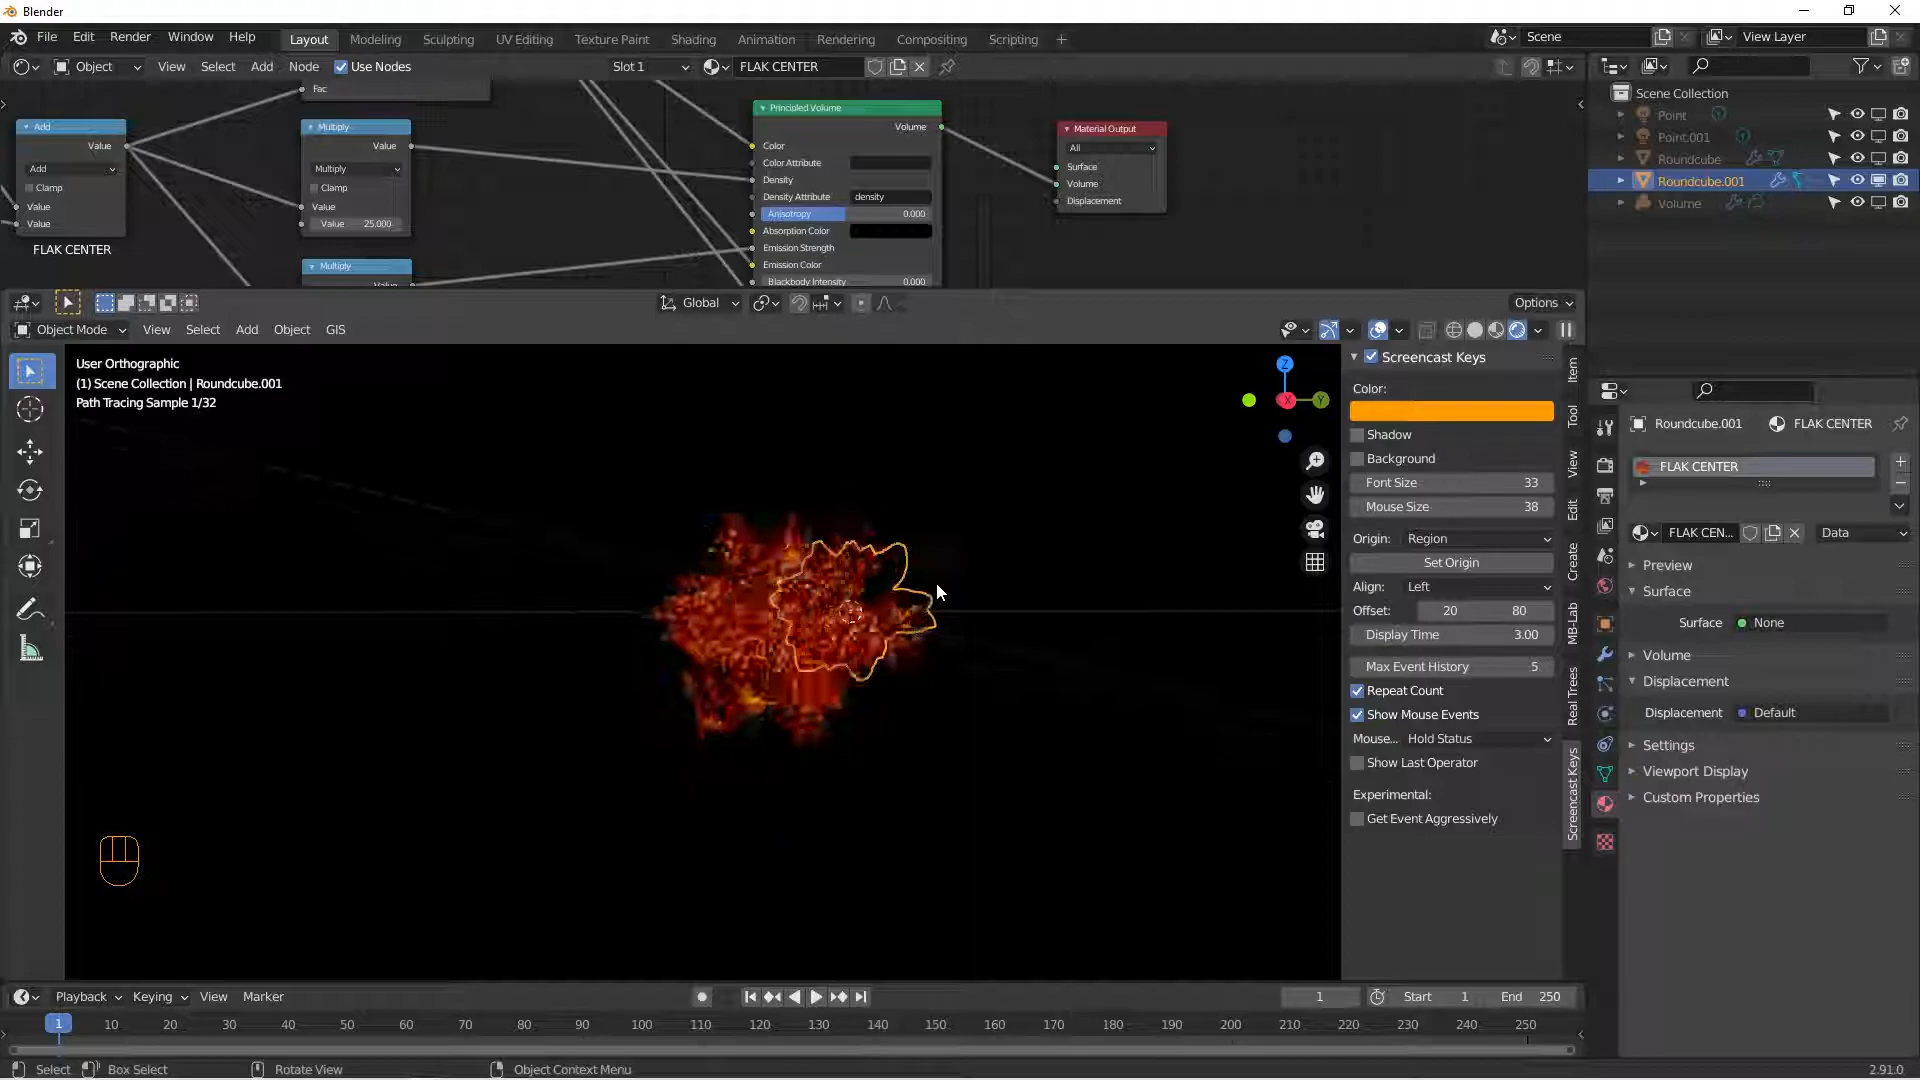 Blender
File Edit Render Window Help Layout Modeling Sculpting UV Editing Texture Paint Shading Animation Rendering Compositing Scripting Scene View Layer
Object View Select Add Node Use Nodes Slot 1 FLAK CENTER
Scene Collection
Point
Point.001
Roundcube
Roundcube.001
Volume
Fac
Add
Value
Add
Clamp
Value
Value
FLAK CENTER
Multiply
Value
Multiply
Clamp
Value
Value 25.000
Multiply
Principled Volume
Volume
Color
Color Attribute
Density
Density Attribute density
Anisotropy 0.000
Absorption Color
Emission Strength
Emission Color
Blackbody Intensity 0.000
Material Output
All
Surface
Volume
Displacement
Global Options
Object Mode View Select Add Object GIS
User Orthographic
(1) Scene Collection | Roundcube.001
Path Tracing Sample 1/32
Z
X
Y
Screencast Keys
Color:
Shadow
Background
Font Size 33
Mouse Size 38
Origin: Region
Set Origin
Align: Left
Offset: 20 80
Display Time 3.00
Max Event History 5
Repeat Count
Show Mouse Events
Mouse... Hold Status
Show Last Operator
Experimental:
Get Event Aggressively
Item
Tool
View
Edit
Create
MB-Lab
Real Trees
Screencast Keys
Roundcube.001 FLAK CENTER
FLAK CENTER
FLAK CEN... Data
Preview
Surface
Surface None
Volume
Displacement
Displacement Default
Settings
Viewport Display
Custom Properties
Playback Keying View Marker 1 Start 1 End 250
1 10 20 30 40 50 60 70 80 90 100 110 120 130 140 150 160 170 180 190 200 210 220 230 240 250
Select Box Select Rotate View Object Context Menu 2.91.0